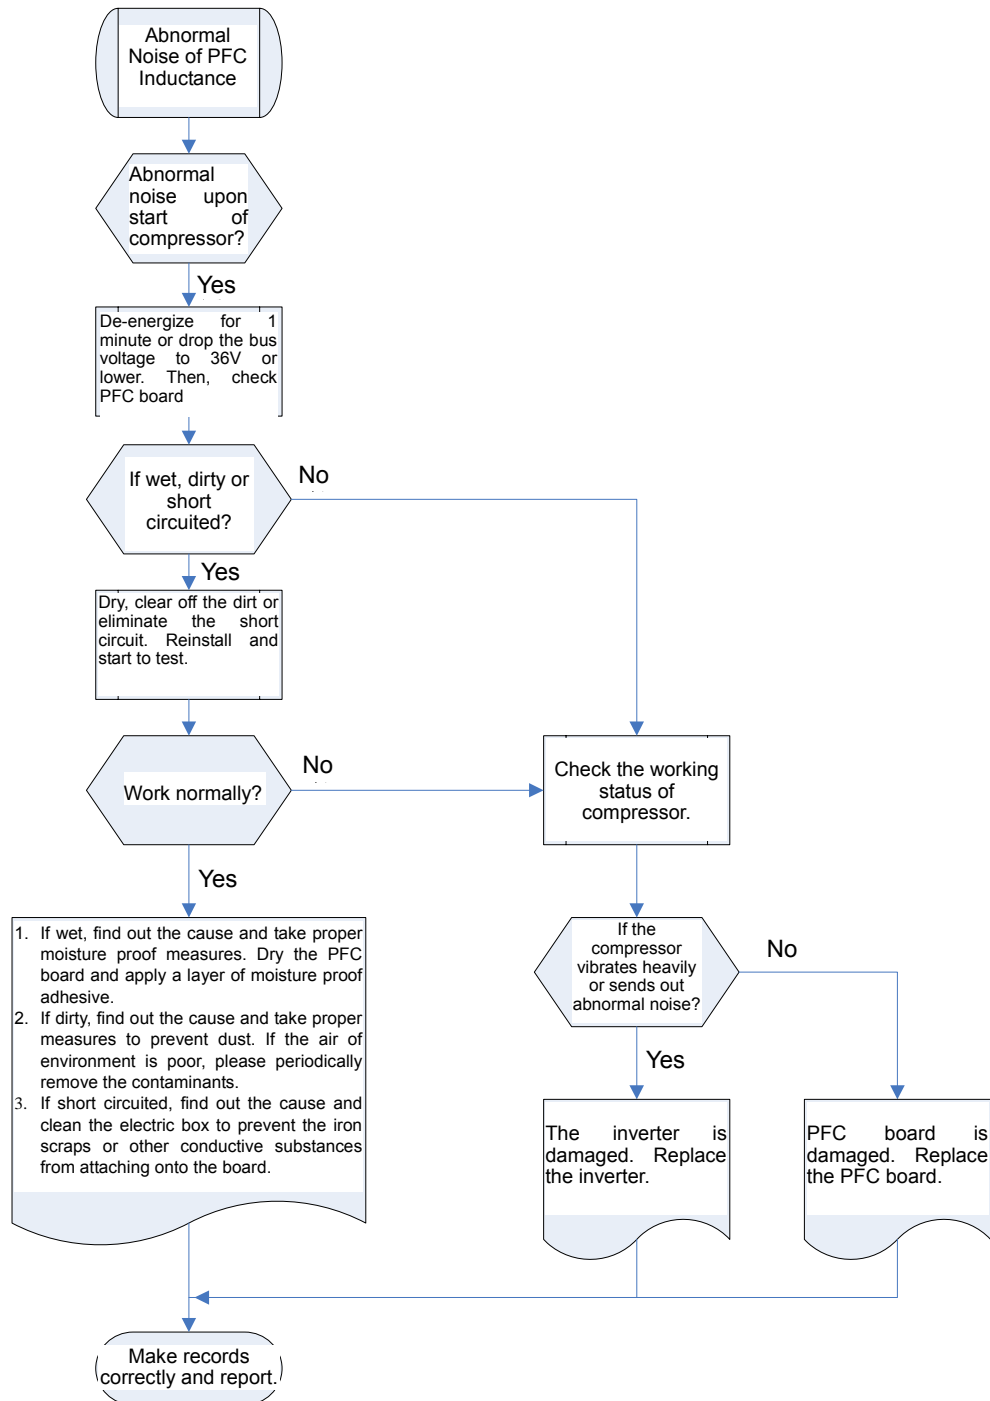 Abnormal
Noise of PFC
Inductance
Abnormal
noise upon
start of
compressor?
Yes
De-energize for 1
minute or drop the bus
voltage to 36V or
lower. Then, check
PFC board
If wet, dirty or
short
circuited?
No
Yes
Dry, clear off the dirt or
eliminate the short
circuit. Reinstall and
start to test.
Work normally?
No
Check the working
status of
compressor.
Yes
1. If wet, find out the cause and take proper
moisture proof measures. Dry the PFC
board and apply a layer of moisture proof
adhesive.
2. If dirty, find out the cause and take proper
measures to prevent dust. If the air of
environment is poor, please periodically
remove the contaminants.
3. If short circuited, find out the cause and
clean the electric box to prevent the iron
scraps or other conductive substances
from attaching onto the board.
If the
compressor
vibrates heavily
or sends out
abnormal noise?
No
Yes
The inverter is
damaged. Replace
the inverter.
PFC board is
damaged. Replace
the PFC board.
Make records
correctly and report.